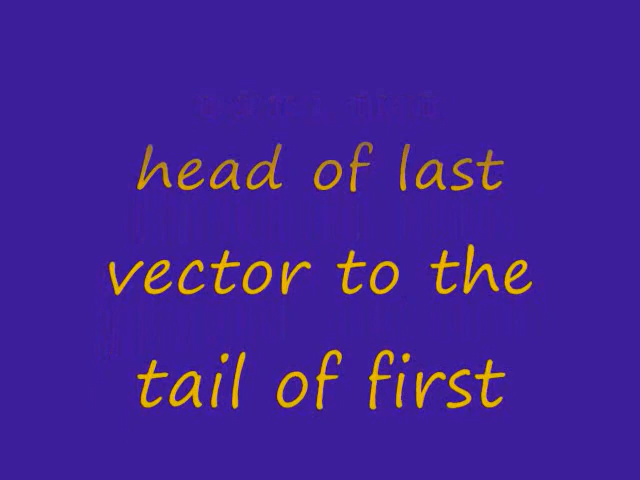 head of last
vector to the
tail of first